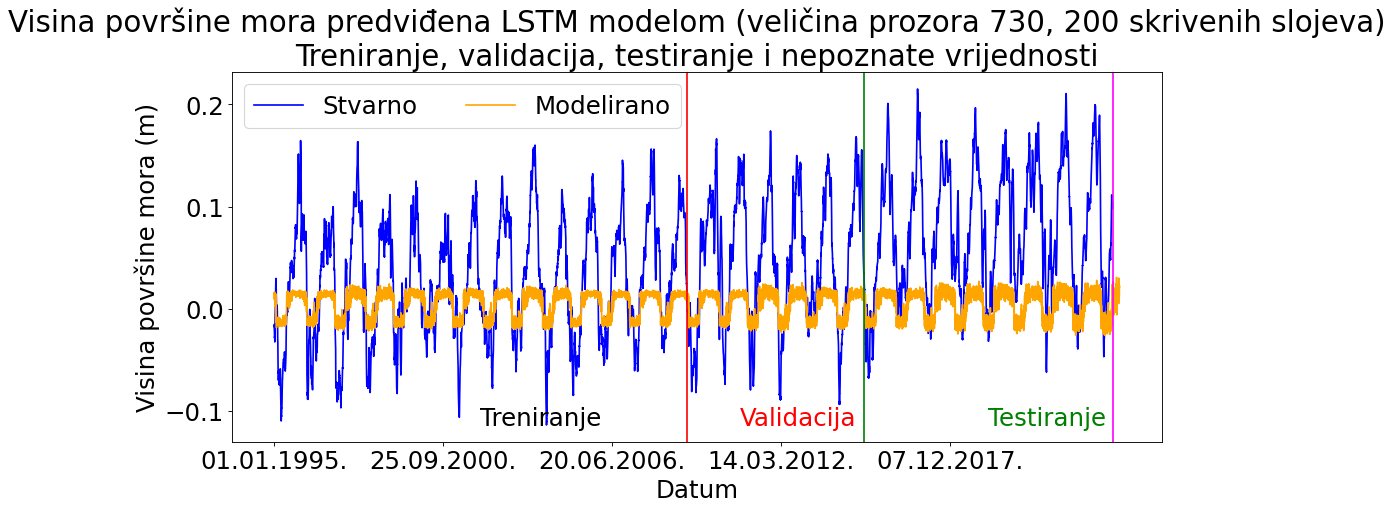 Visina površine mora predviđena LSTM modelom (veličina prozora 730, 200 skrivenih slojeva)
Treniranje, validacija, testiranje i nepoznate vrijednosti
Stvarno
Modelirano
Visina površine mora (m)
0.2
0.1
0.0
−0.1
Treniranje
Validacija
Testiranje
01.01.1995.
25.09.2000.
20.06.2006.
14.03.2012.
07.12.2017.
Datum